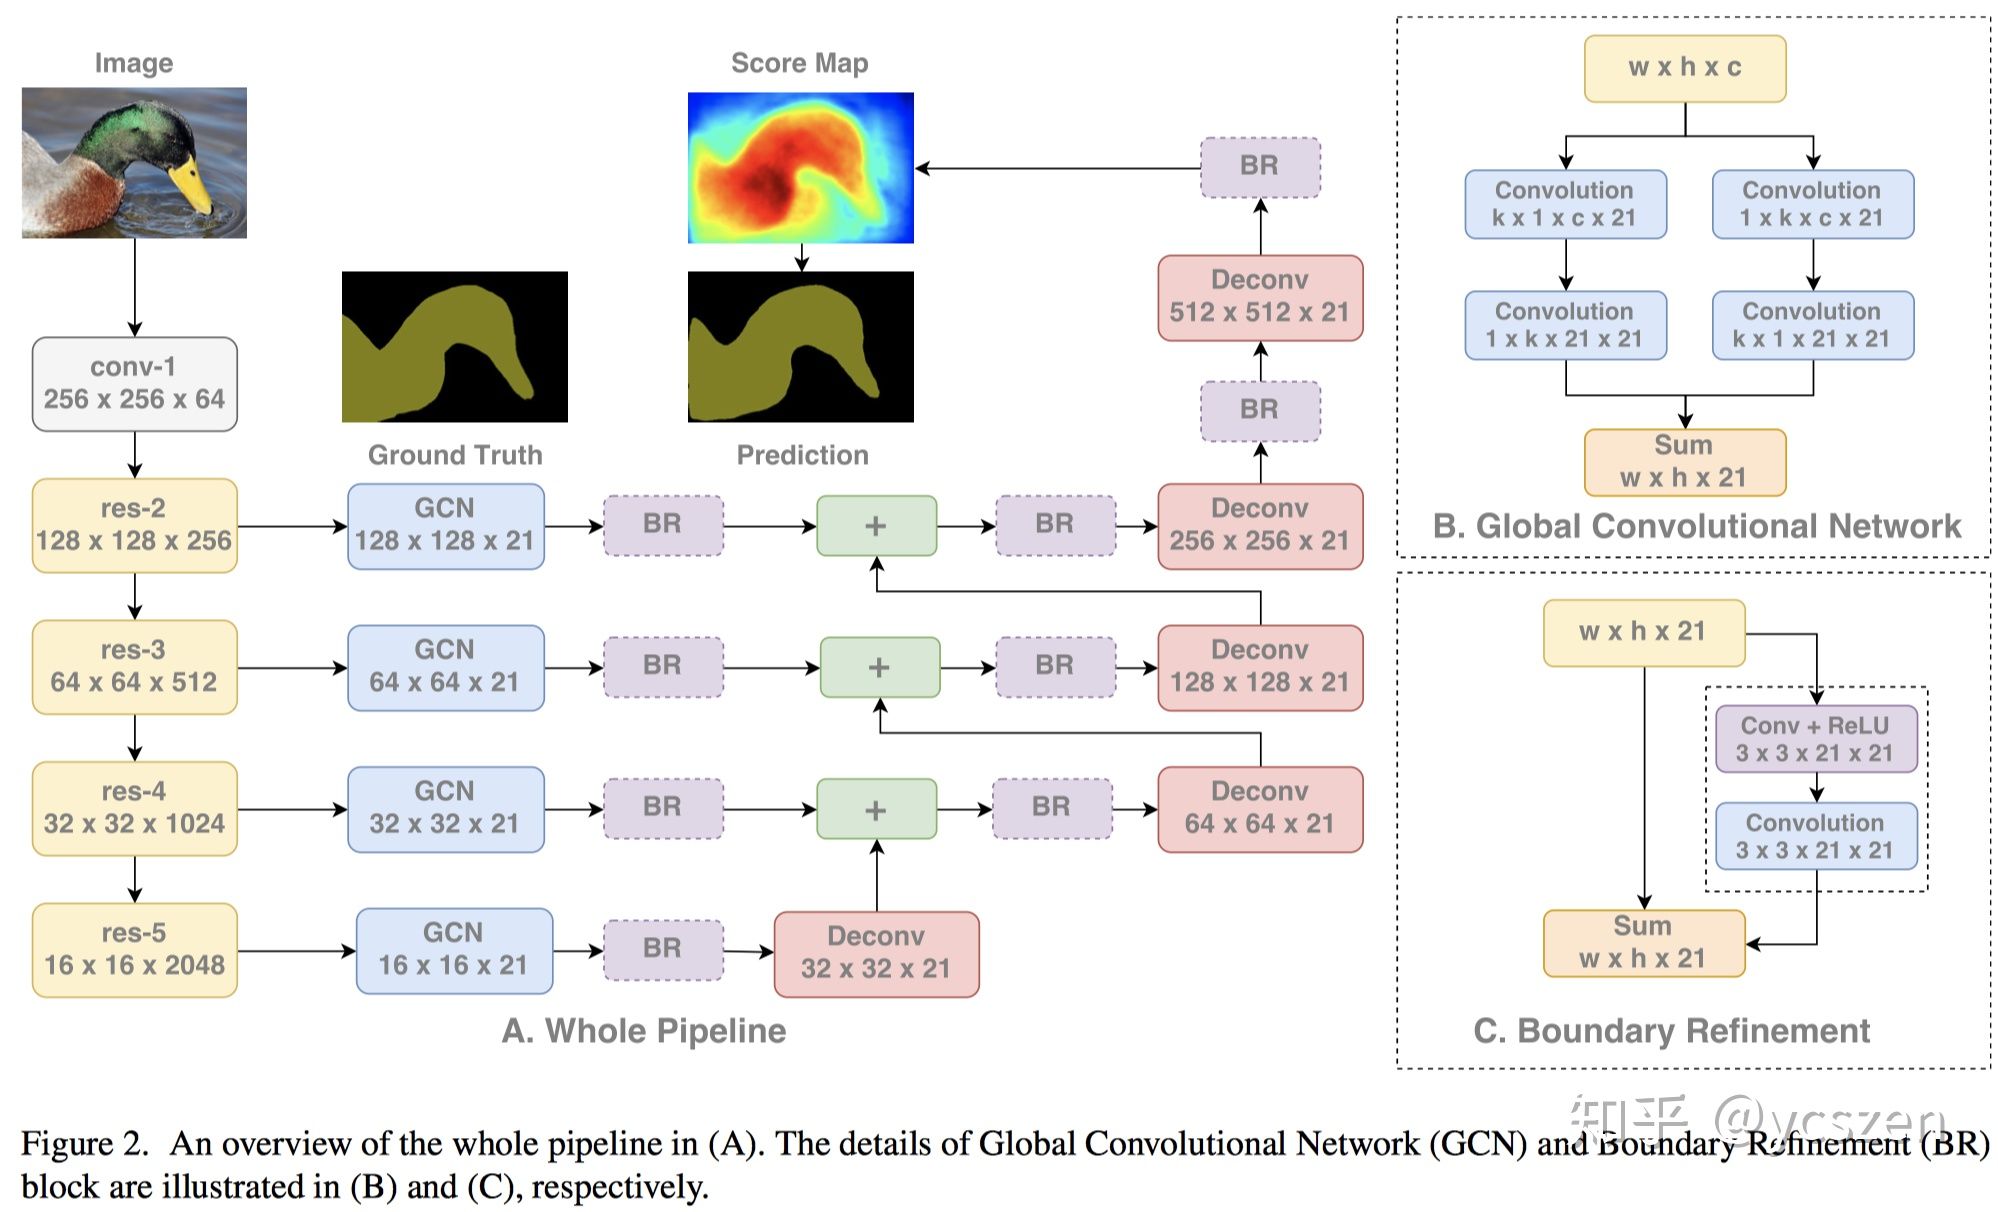 Image
Score Map
BR
Deconv
512 x 512 x 21
BR
conv-1
256 x 256 x 64
Ground Truth
Prediction
res-2
128 x 128 x 256
GCN
128 x 128 x 21
BR
+
BR
Deconv
256 x 256 x 21
res-3
64 x 64 x 512
GCN
64 x 64 x 21
BR
+
BR
Deconv
128 x 128 x 21
res-4
32 x 32 x 1024
GCN
32 x 32 x 21
BR
+
BR
Deconv
64 x 64 x 21
res-5
16 x 16 x 2048
GCN
16 x 16 x 21
BR
Deconv
32 x 32 x 21
A. Whole Pipeline
w x h x c
Convolution
k x 1 x c x 21
Convolution
1 x k x c x 21
Convolution
1 x k x 21 x 21
Convolution
k x 1 x 21 x 21
Sum
w x h x 21
B. Global Convolutional Network
w x h x 21
Conv + ReLU
3 x 3 x 21 x 21
Convolution
3 x 3 x 21 x 21
Sum
w x h x 21
C. Boundary Refinement
知乎 @ycszen
Figure 2. An overview of the whole pipeline in (A). The details of Global Convolutional Network (GCN) and Boundary Refinement (BR)
block are illustrated in (B) and (C), respectively.